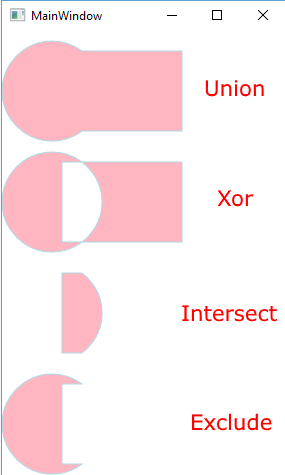 MainWindow
Union
Xor
Intersect
Exclude